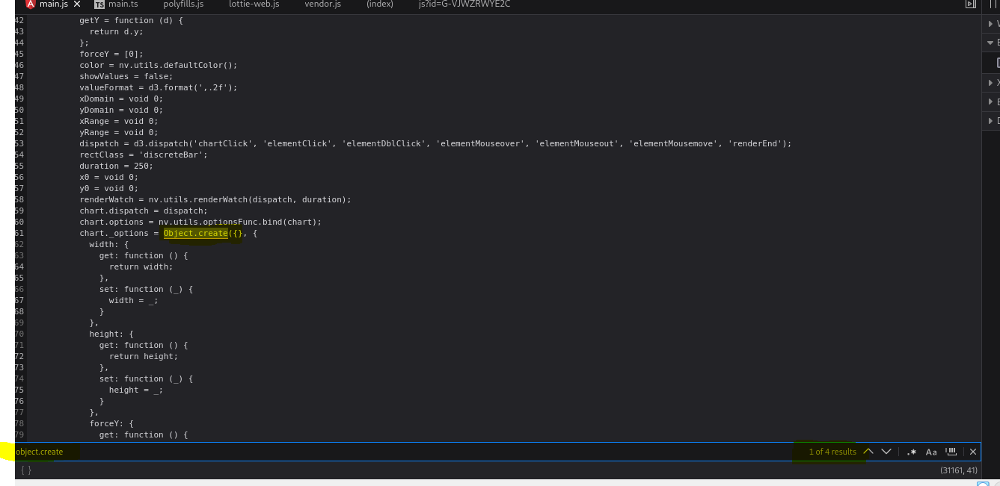 main.js TS main.ts polyfills.js lottie-web.js vendor.js (index) js?id=G-VJWZRWYE2C
42 getY = function (d) {
43 return d.y;
44 };
45 forceY = [0];
46 color = nv.utils.defaultColor();
47 showValues = false;
48 valueFormat = d3.format(',.2f');
49 xDomain = void 0;
50 yDomain = void 0;
51 xRange = void 0;
52 yRange = void 0;
53 dispatch = d3.dispatch('chartClick', 'elementClick', 'elementDblClick', 'elementMouseover', 'elementMouseout', 'elementMousemove', 'renderEnd');
54 rectClass = 'discreteBar';
55 duration = 250;
56 x0 = void 0;
57 y0 = void 0;
58 renderWatch = nv.utils.renderWatch(dispatch, duration);
59 chart.dispatch = dispatch;
60 chart.options = nv.utils.optionsFunc.bind(chart);
61 chart._options = Object.create({}, {
62 width: {
63 get: function () {
64 return width;
65 },
66 set: function (_) {
67 width = _;
68 }
69 },
70 height: {
71 get: function () {
72 return height;
73 },
74 set: function (_) {
75 height = _;
76 }
77 },
78 forceY: {
79 get: function () {
object.create 1 of 4 results .* Aa
{ } (31161, 41)